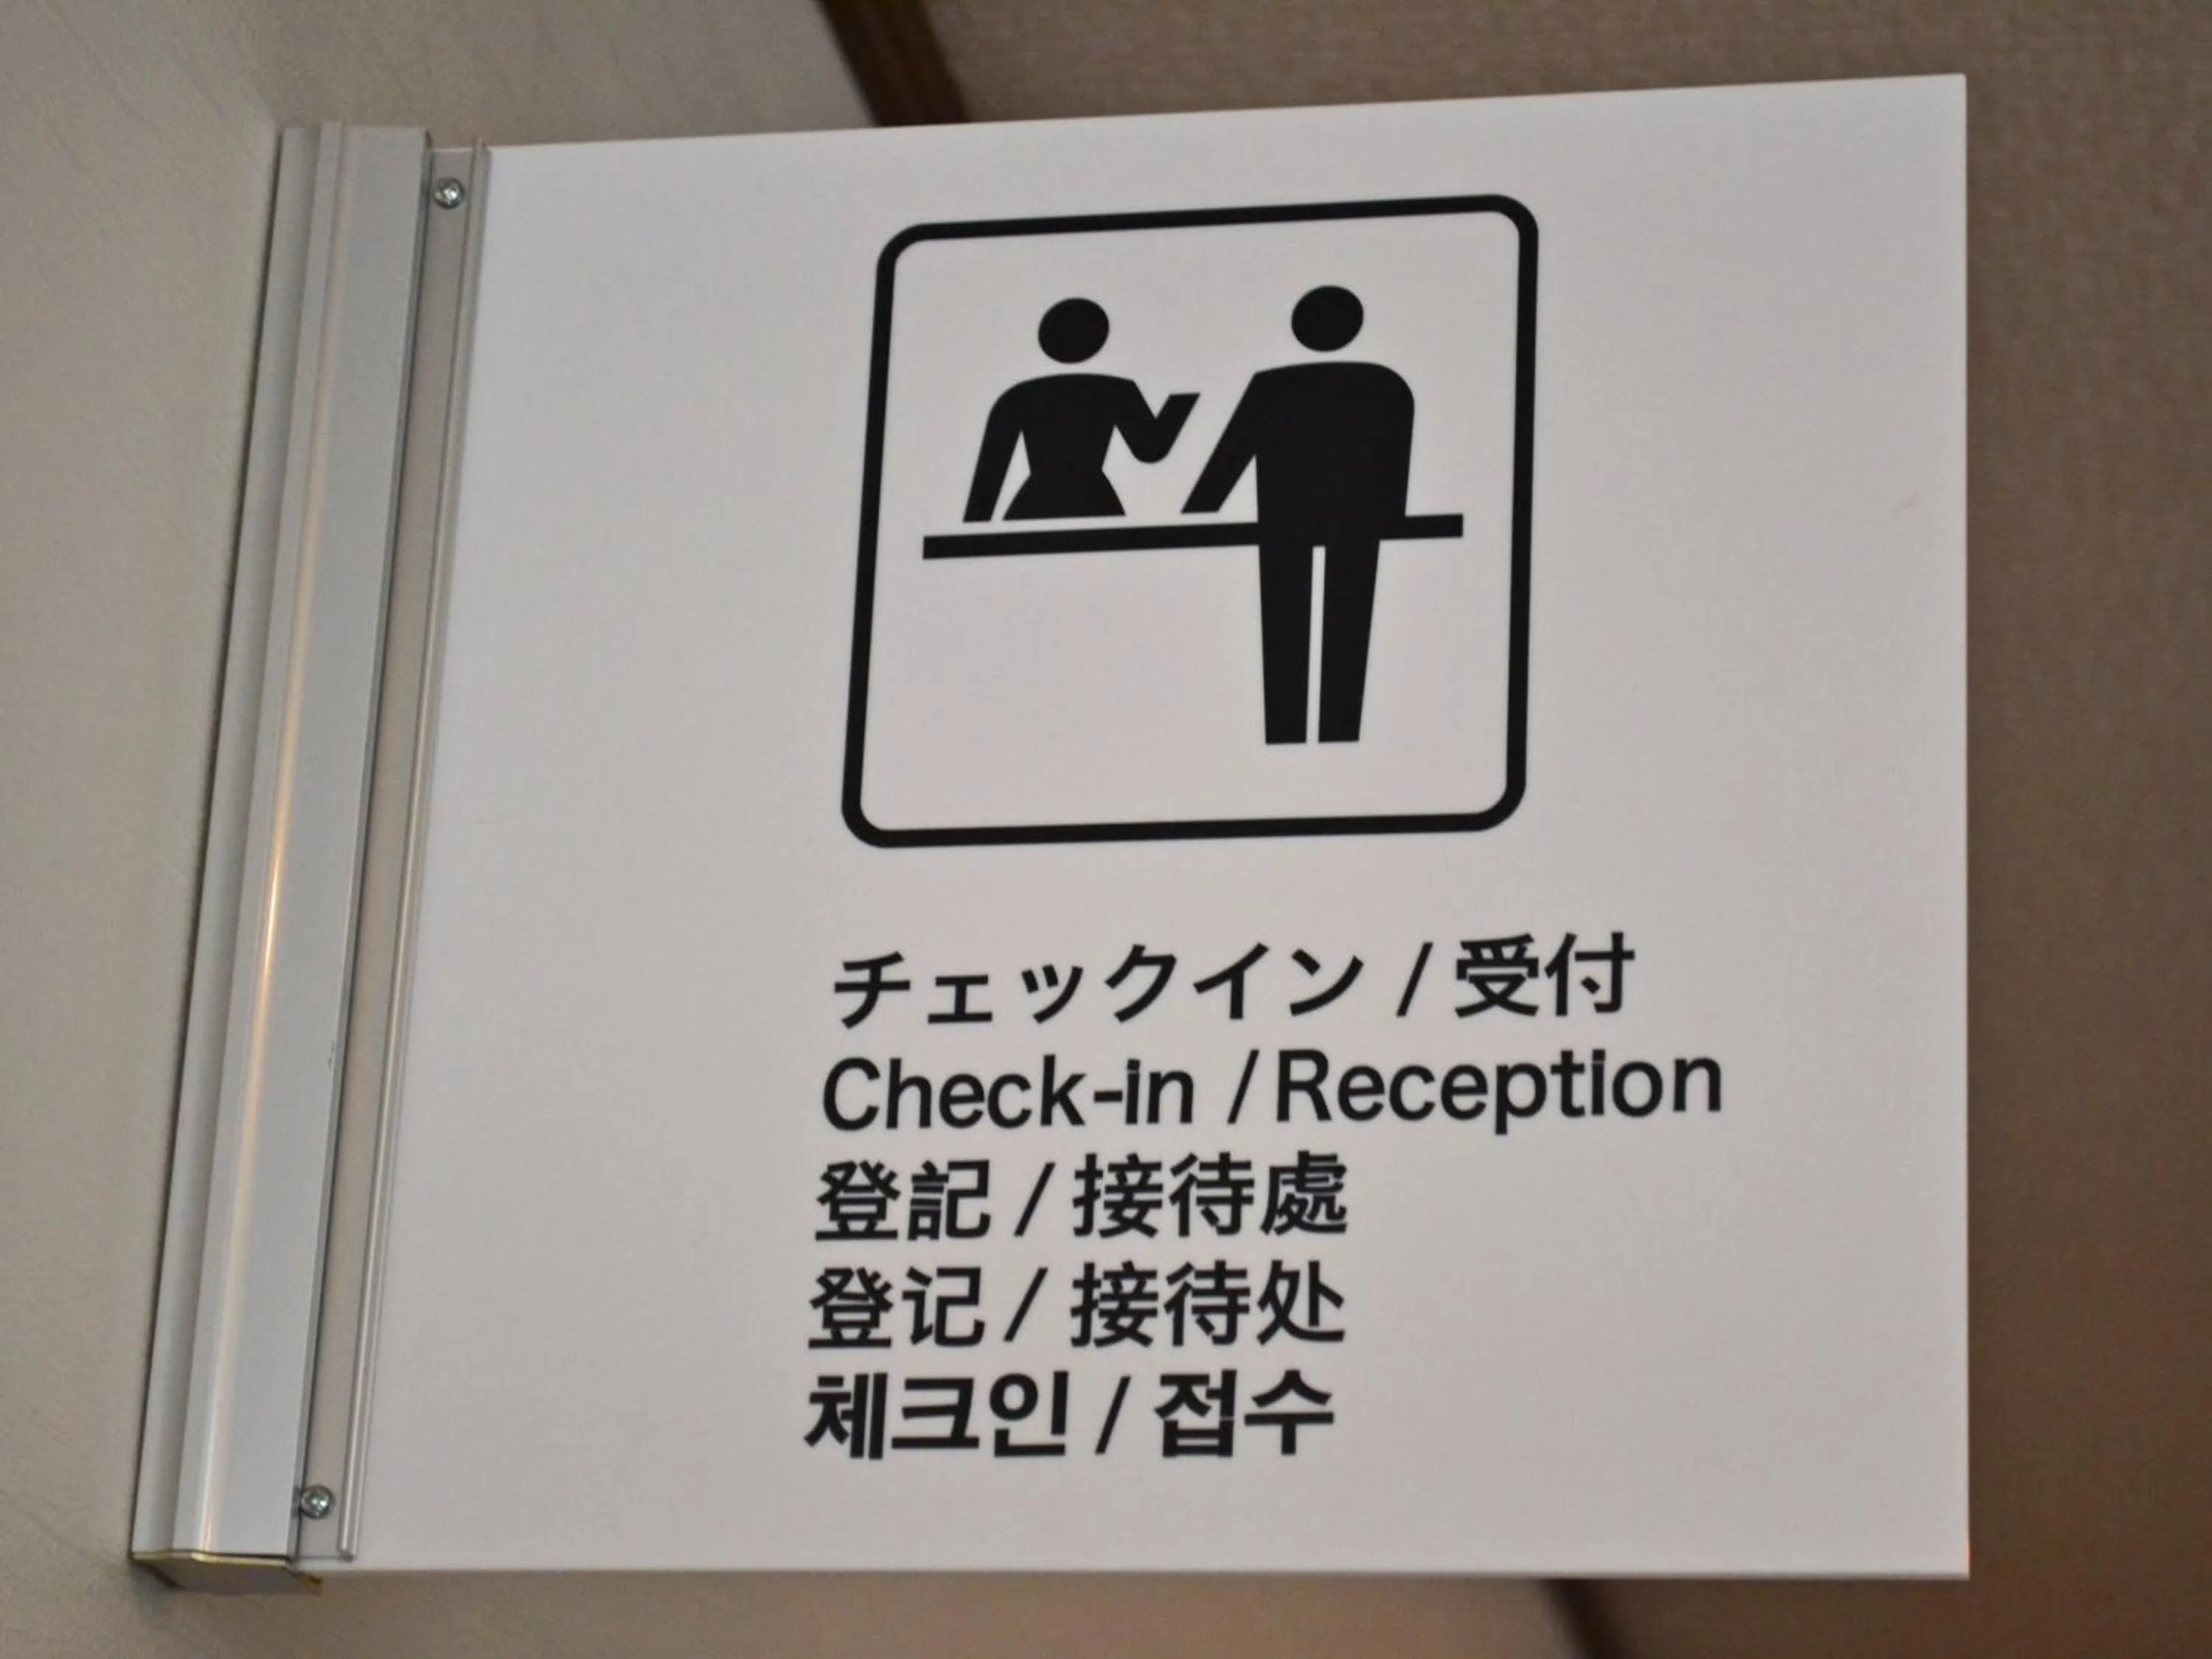 チェックイン / 受付
Check-in / Reception
登記 / 接待處
登记 / 接待处
체크인 / 접수